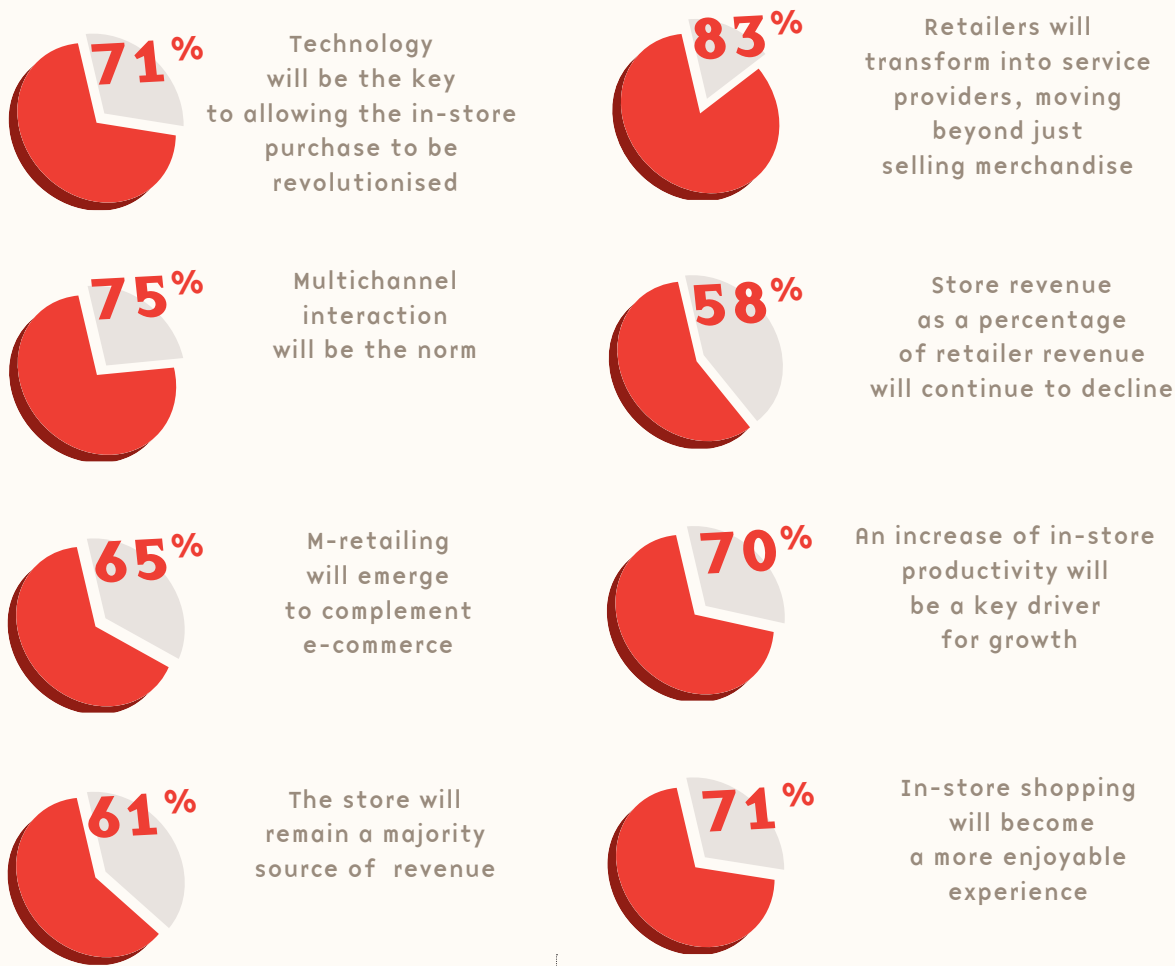 71%
Technology
will be the key
to allowing the in-store
purchase to be
revolutionised
83%
Retailers will
transform into service
providers, moving
beyond just
selling merchandise
75%
Multichannel
interaction
will be the norm
58%
Store revenue
as a percentage
of retailer revenue
will continue to decline
65%
M-retailing
will emerge
to complement
e-commerce
70%
An increase of in-store
productivity will
be a key driver
for growth
61%
The store will
remain a majority
source of revenue
71%
In-store shopping
will become
a more enjoyable
experience